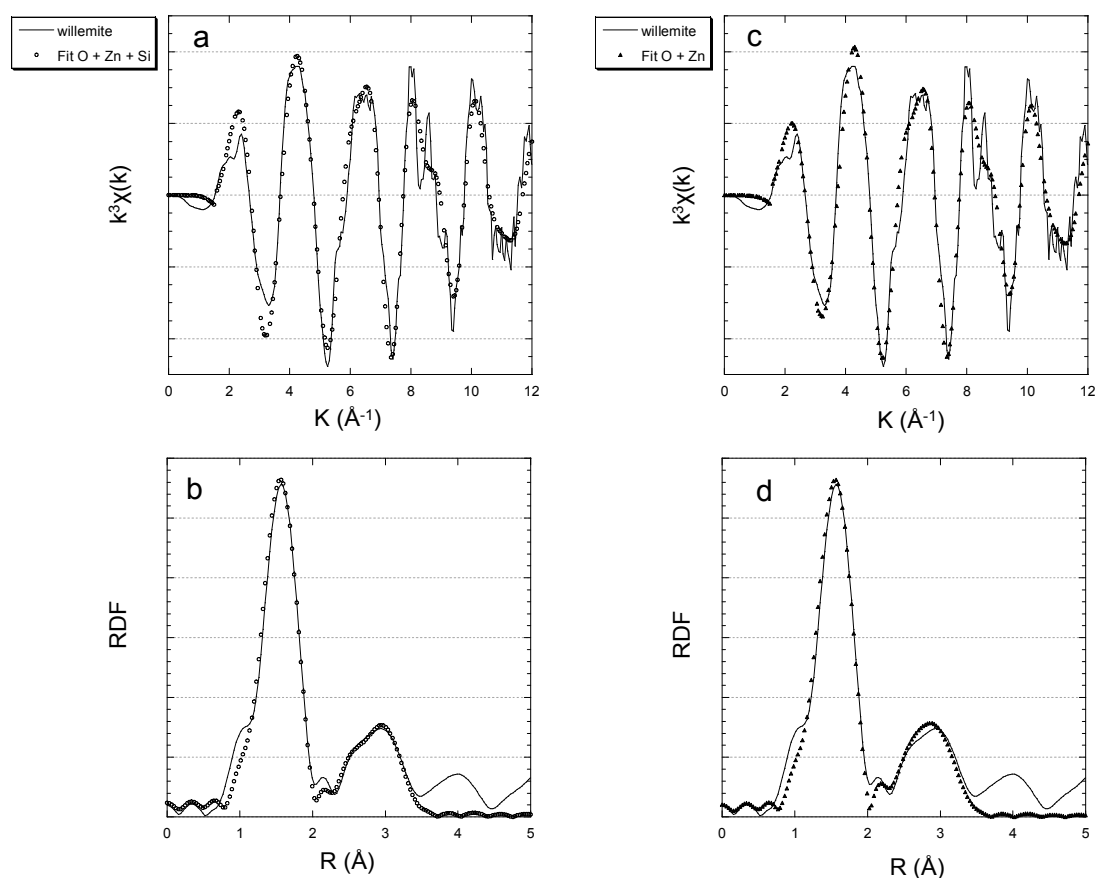 willemite
Fit O + Zn + Si
a
k³χ(k)
0 2 4 6 8 10 12
K (Å⁻¹)
willemite
Fit O + Zn
c
k³χ(k)
0 2 4 6 8 10 12
K (Å⁻¹)
b
RDF
0 1 2 3 4 5
R (Å)
d
RDF
0 1 2 3 4 5
R (Å)